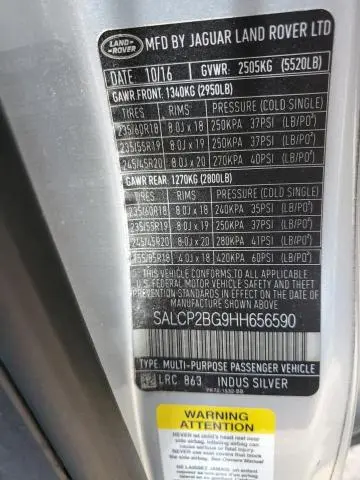 LAND ROVER
MFD BY JAGUAR LAND ROVER LTD
DATE 10/16 GVWR: 2505KG (5520LB)
GAWR FRONT: 1340KG (2950LB)
TIRES RIMS PRESSURE (COLD SINGLE)
235/60R18 8.0J x 18 250KPA 37PSI (LB/PO²)
235/55R19 8.0J x 19 250KPA 37PSI (LB/PO²)
245/45R20 8.0J x 20 270KPA 40PSI (LB/PO²)
GAWR REAR: 1270KG (2800LB)
TIRES RIMS PRESSURE (COLD SINGLE)
235/60R18 8.0J x 18 240KPA 35PSI (LB/PO²)
235/55R19 8.0J x 19 250KPA 37PSI (LB/PO²)
245/45R20 8.0J x 20 280KPA 41PSI (LB/PO²)
155/85R18 4.0J x 18 420KPA 60PSI (LB/PO²)
THIS VEHICLE CONFORMS TO ALL APPLICABLE
U.S. FEDERAL MOTOR VEHICLE SAFETY
STANDARDS IN EFFECT ON THE DATE OF
MANUFACTURE SHOWN ABOVE.
SALCP2BG9HH656590
TYPE: MULTI-PURPOSE PASSENGER VEHICLE
LRC 863 INDUS SILVER
WARNING
ATTENTION
DE LAISSEZ JAMAIS